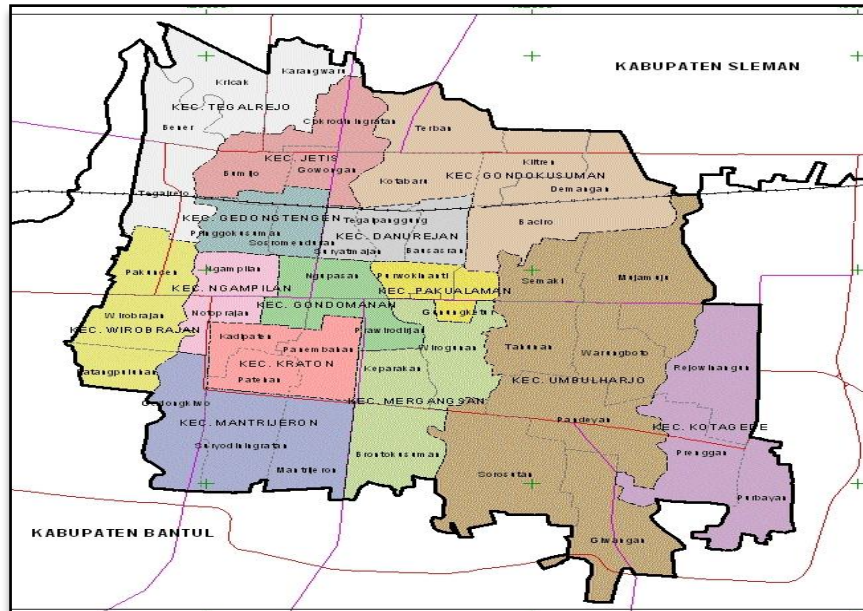 KABUPATEN SLEMAN
Karangwaru
Kricak
KEC. TEGALREJO
Bener
Cokrodiningratan
Terban
KEC. JETIS
Gowongan
Bumijo
Klitren
KEC. GONDOKUSUMAN
Kotabaru
Demangan
Tegalrejo
Baciro
KEC. GEDONGTENGEN
Pringgokusuman
Sosromenduran
Tegalpanggung
KEC. DANUREJAN
Suryatmajan
Bausasran
Pakuncen
Ngampilan
KEC. NGAMPILAN
Notoprajan
Ngupasan
KEC. GONDOMANAN
Prawirodirjan
Purwokinanti
KEC. PAKUALAMAN
Gunungketur
Semaki
Mujamuju
Wirobrajan
KEC. WIROBRAJAN
Patangpuluhan
Kadipaten
Panembahan
KEC. KRATON
Patehan
Wirogunan
Keparakan
KEC. MERGANGSAN
Brontokusuman
Tahunan
Warungboto
KEC. UMBULHARJO
Pandeyan
Sorosutan
Giwangan
Rejowinangun
KEC. KOTAGEDE
Prenggan
Purbayan
Gedongkiwo
KEC. MANTRIJERON
Suryodiningratan
Mantrijeron
KABUPATEN BANTUL